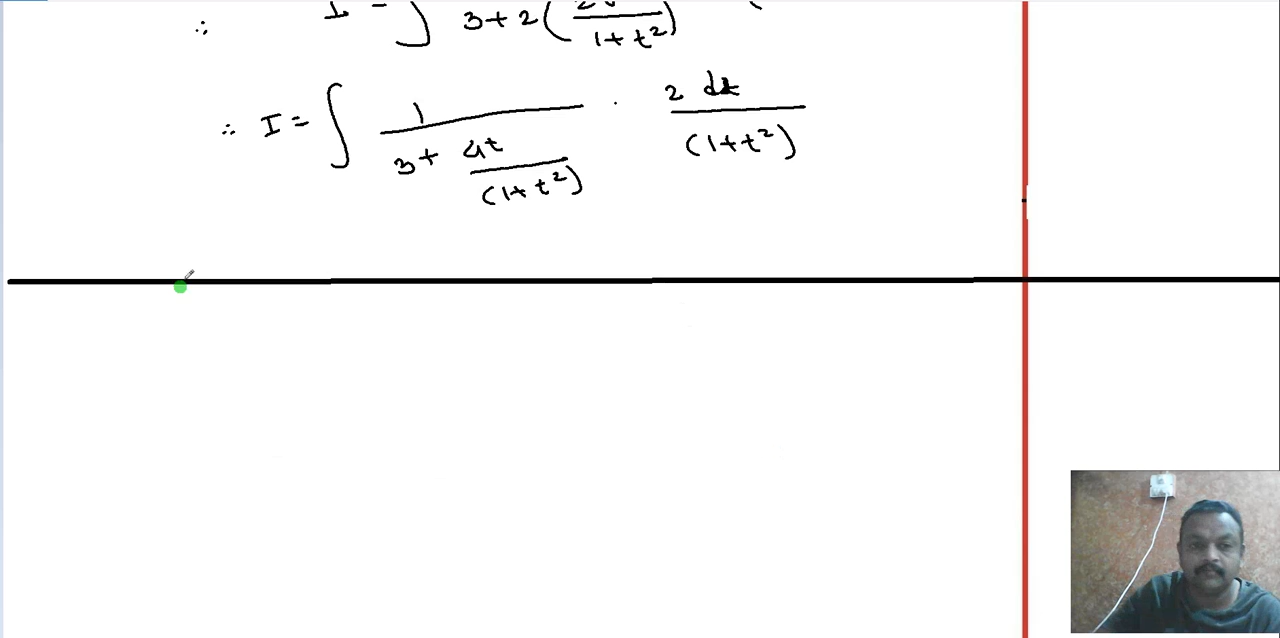 ∴ I = ∫ 3 + 2 ( 2t / 1 + t² )
∴ I = ∫ 1 / (3 + 4t / (1 + t²)) · 2 dt / (1 + t²)